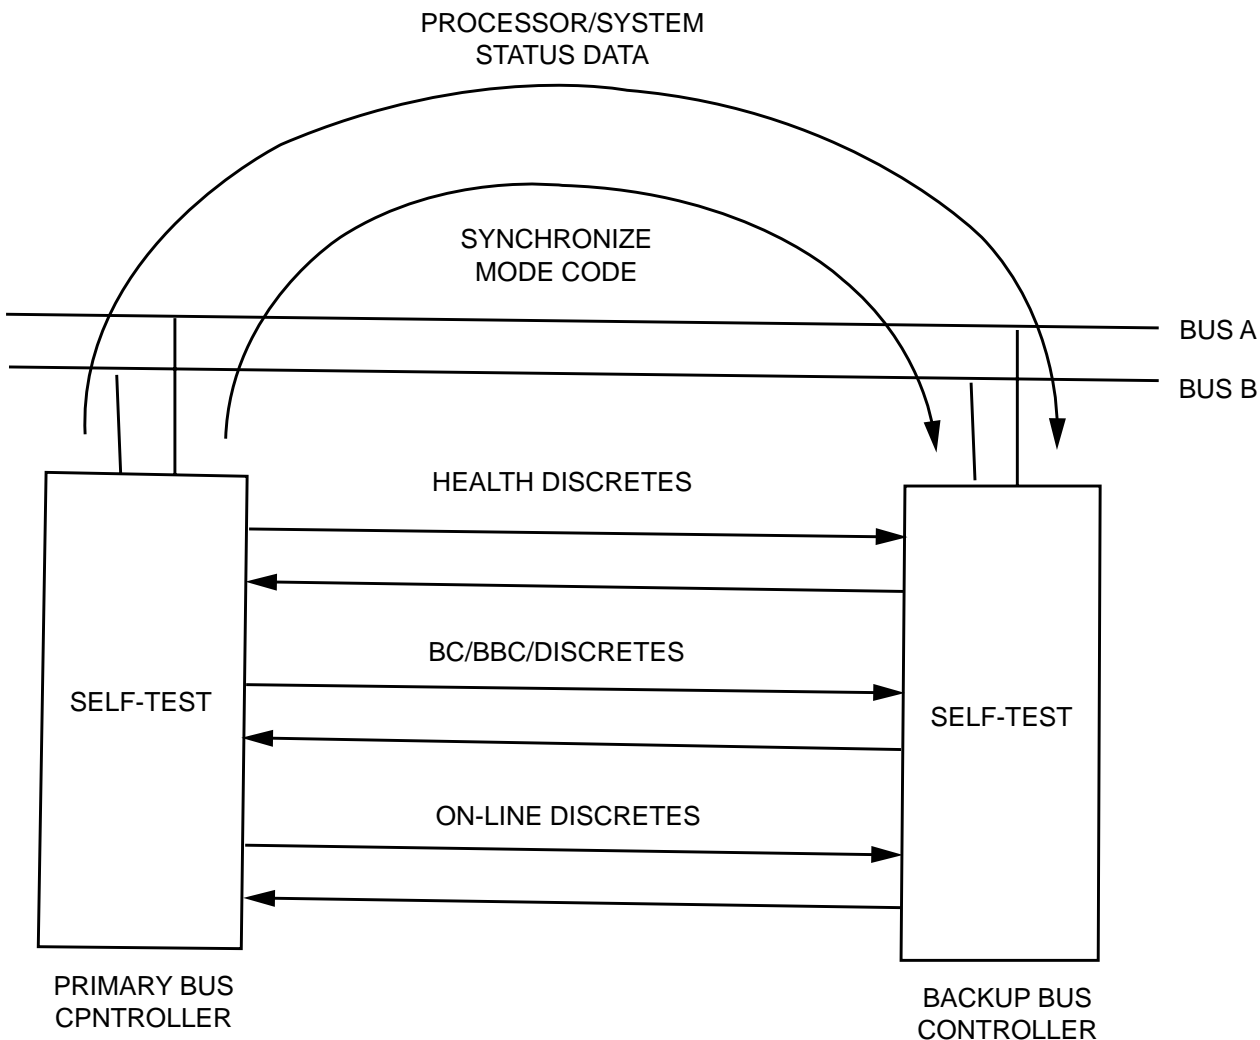 PROCESSOR/SYSTEM
STATUS DATA
SYNCHRONIZE
MODE CODE
BUS A
BUS B
HEALTH DISCRETES
BC/BBC/DISCRETES
SELF-TEST
SELF-TEST
ON-LINE DISCRETES
PRIMARY BUS
CPNTROLLER
BACKUP BUS
CONTROLLER